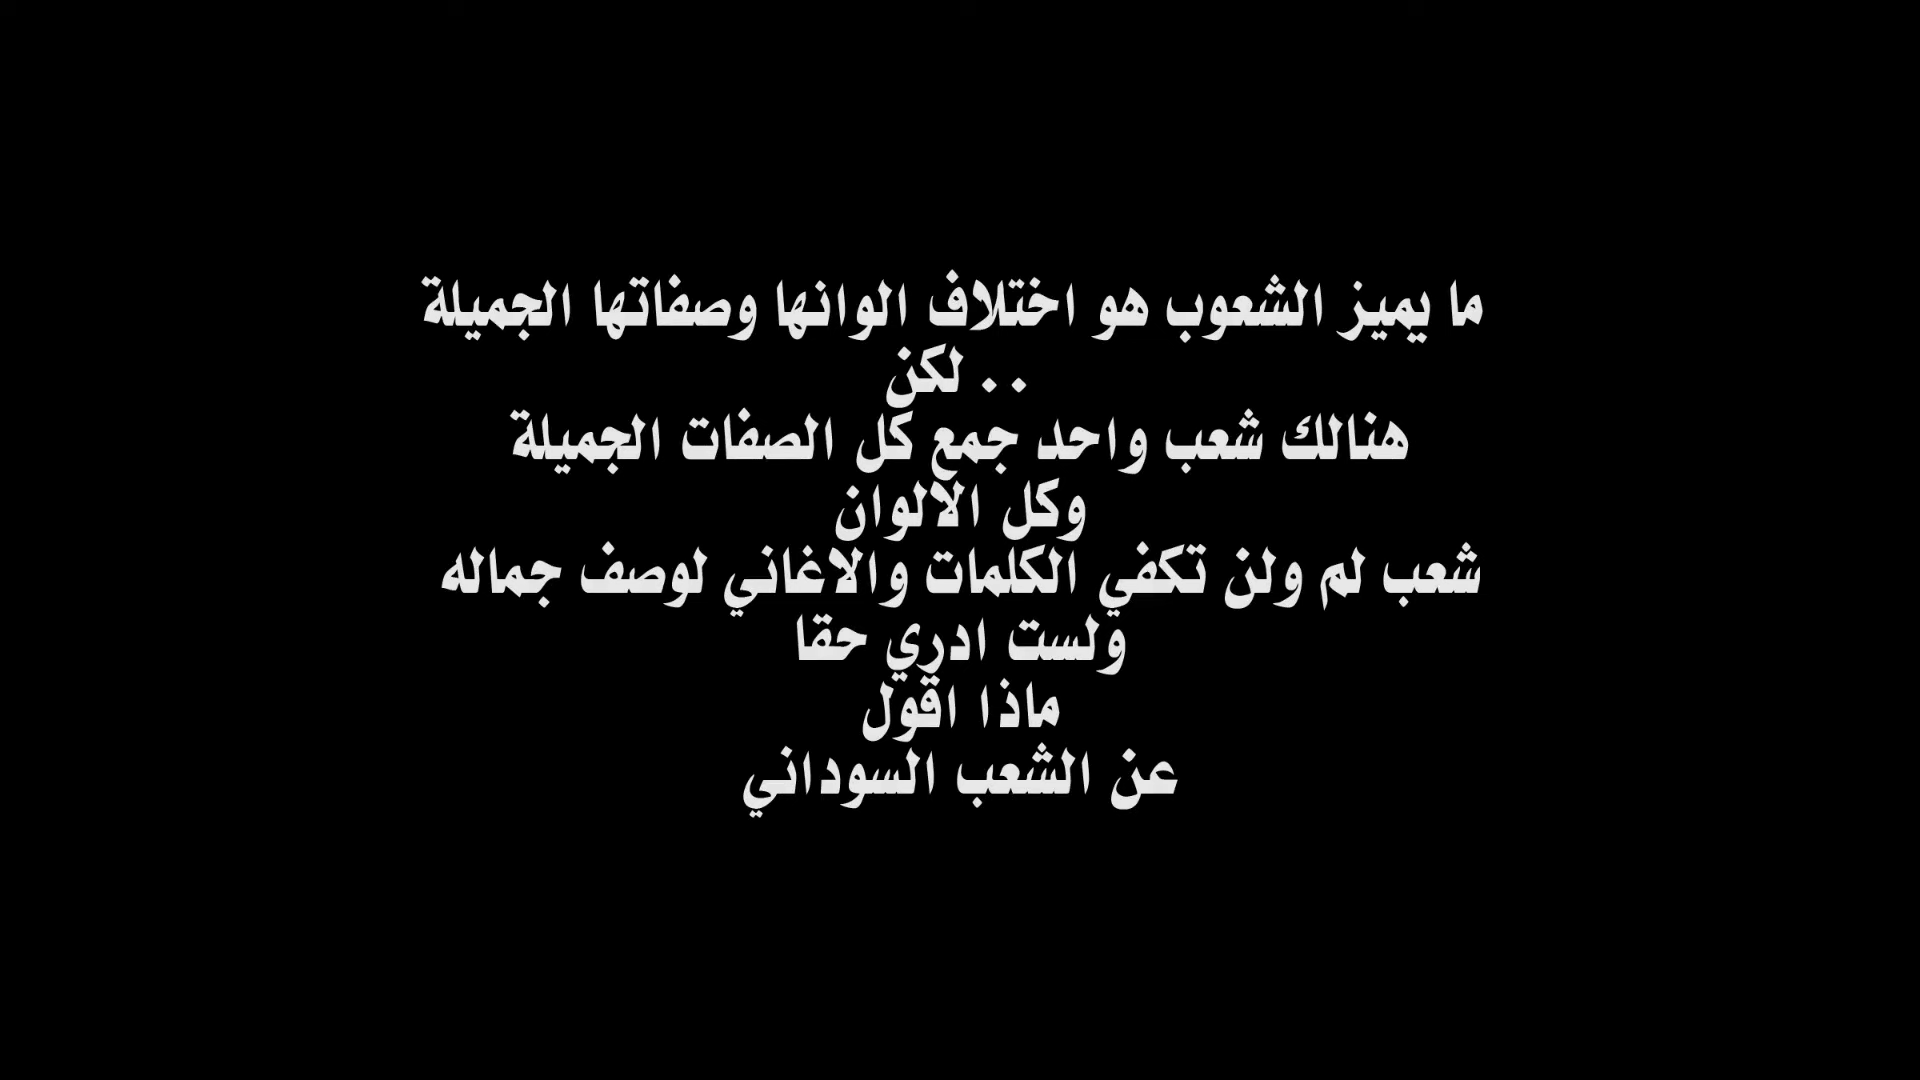 ما يميز الشعوب هو اختلاف الوانها وصفاتها الجميلة
.. لكن
هنالك شعب واحد جمع كل الصفات الجميلة
وكل الالوان
شعب لم ولن تكفي الكلمات والاغاني لوصف جماله
ولست ادري حقا
ماذا اقول
عن الشعب السوداني